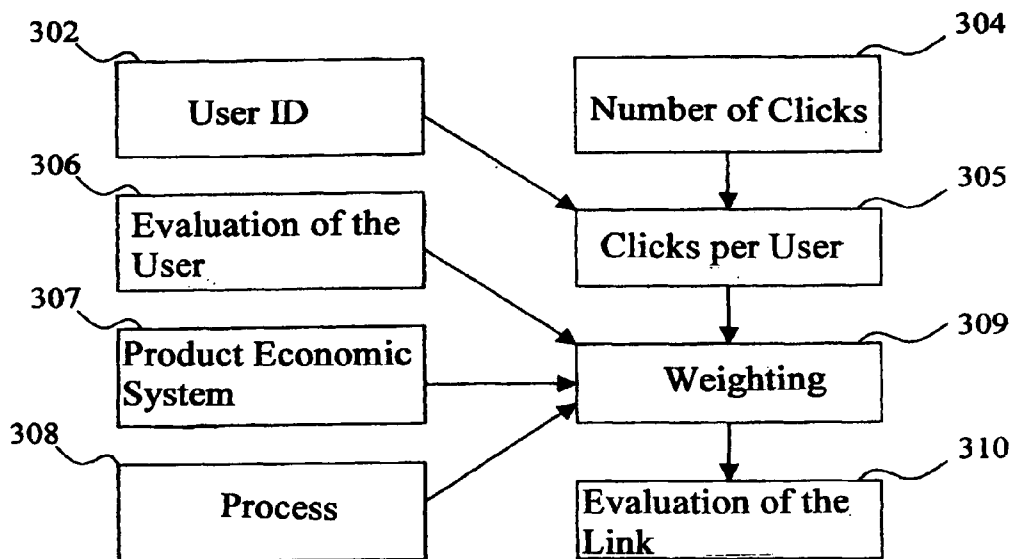 302
User ID
304
Number of Clicks
306
Evaluation of the
User
305
Clicks per User
307
Product Economic
System
309
Weighting
308
Process
310
Evaluation of the
Link